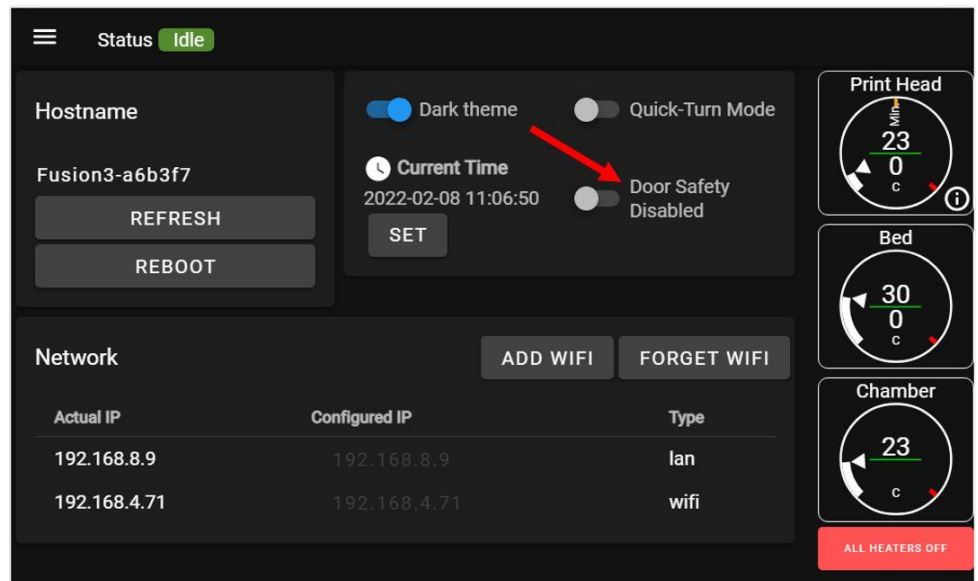 Status Idle
Hostname
Fusion3-a6b3f7
REFRESH
REBOOT
Dark theme
Quick-Turn Mode
Current Time
2022-02-08 11:06:50
SET
Door Safety
Disabled
Network
ADD WIFI
FORGET WIFI
Actual IP Configured IP Type
192.168.8.9 192.168.8.9 lan
192.168.4.71 192.168.4.71 wifi
Print Head
Min
23
0
c
Bed
30
0
c
Chamber
23
c
ALL HEATERS OFF